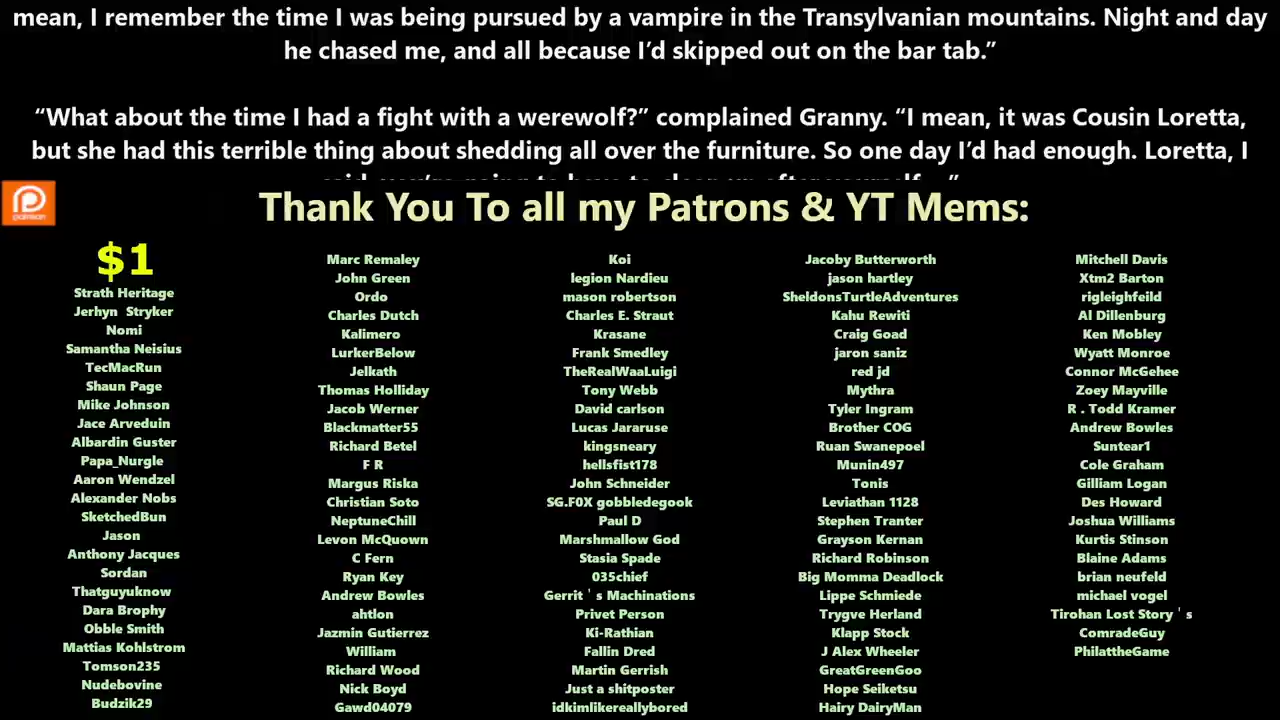 mean, I remember the time I was being pursued by a vampire in the Transylvanian mountains. Night and day
he chased me, and all because I’d skipped out on the bar tab.”
“What about the time I had a fight with a werewolf?” complained Granny. “I mean, it was Cousin Loretta,
but she had this terrible thing about shedding all over the furniture. So one day I’d had enough. Loretta, I
patreon
Thank You To all my Patrons & YT Mems:
$1
Strath Heritage
Jerhyn Stryker
Nomi
Samantha Neisius
TecMacRun
Shaun Page
Mike Johnson
Jace Arveduin
Albardin Guster
Papa_Nurgle
Aaron Wendzel
Alexander Nobs
SketchedBun
Jason
Anthony Jacques
Sordan
Thatguyuknow
Dara Brophy
Obble Smith
Mattias Kohlstrom
Tomson235
Nudebovine
Budzik29
Marc Remaley
John Green
Ordo
Charles Dutch
Kalimero
LurkerBelow
Jelkath
Thomas Holliday
Jacob Werner
Blackmatter55
Richard Betel
F R
Margus Riska
Christian Soto
NeptuneChill
Levon McQuown
C Fern
Ryan Key
Andrew Bowles
ahtlon
Jazmin Gutierrez
William
Richard Wood
Nick Boyd
Gawd04079
Koi
legion Nardieu
mason robertson
Charles E. Straut
Krasane
Frank Smedley
TheRealWaaLuigi
Tony Webb
David carlson
Lucas Jararuse
kingsneary
hellsfist178
John Schneider
SG.F0X gobbledegook
Paul D
Marshmallow God
Stasia Spade
035chief
Gerrit ' s Machinations
Privet Person
Ki-Rathian
Fallin Dred
Martin Gerrish
Just a shitposter
idkimlikereallybored
Jacoby Butterworth
jason hartley
SheldonsTurtleAdventures
Kahu Rewiti
Craig Goad
jaron saniz
red jd
Mythra
Tyler Ingram
Brother COG
Ruan Swanepoel
Munin497
Tonis
Leviathan 1128
Stephen Tranter
Grayson Kernan
Richard Robinson
Big Momma Deadlock
Lippe Schmiede
Trygve Herland
Klapp Stock
J Alex Wheeler
GreatGreenGoo
Hope Seiketsu
Hairy DairyMan
Mitchell Davis
Xtm2 Barton
rigleighfeild
Al Dillenburg
Ken Mobley
Wyatt Monroe
Connor McGehee
Zoey Mayville
R . Todd Kramer
Andrew Bowles
Suntear1
Cole Graham
Gilliam Logan
Des Howard
Joshua Williams
Kurtis Stinson
Blaine Adams
brian neufeld
michael vogel
Tirohan Lost Story ' s
ComradeGuy
PhilattheGame